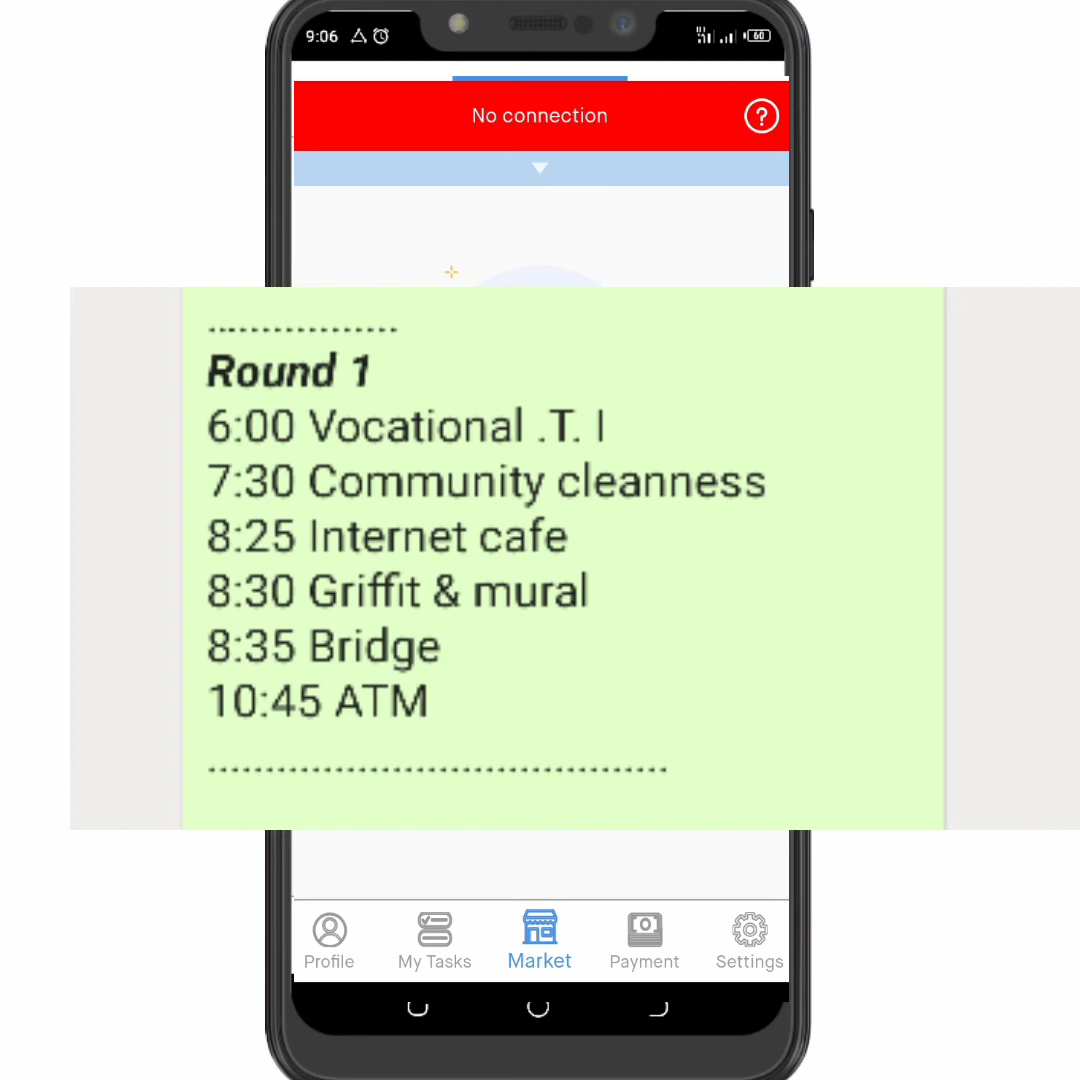 9:06
60
No connection
?
................
Round 1
6:00 Vocational .T. I
7:30 Community cleanness
8:25 Internet cafe
8:30 Griffit & mural
8:35 Bridge
10:45 ATM
.......................................
Profile My Tasks Market Payment Settings